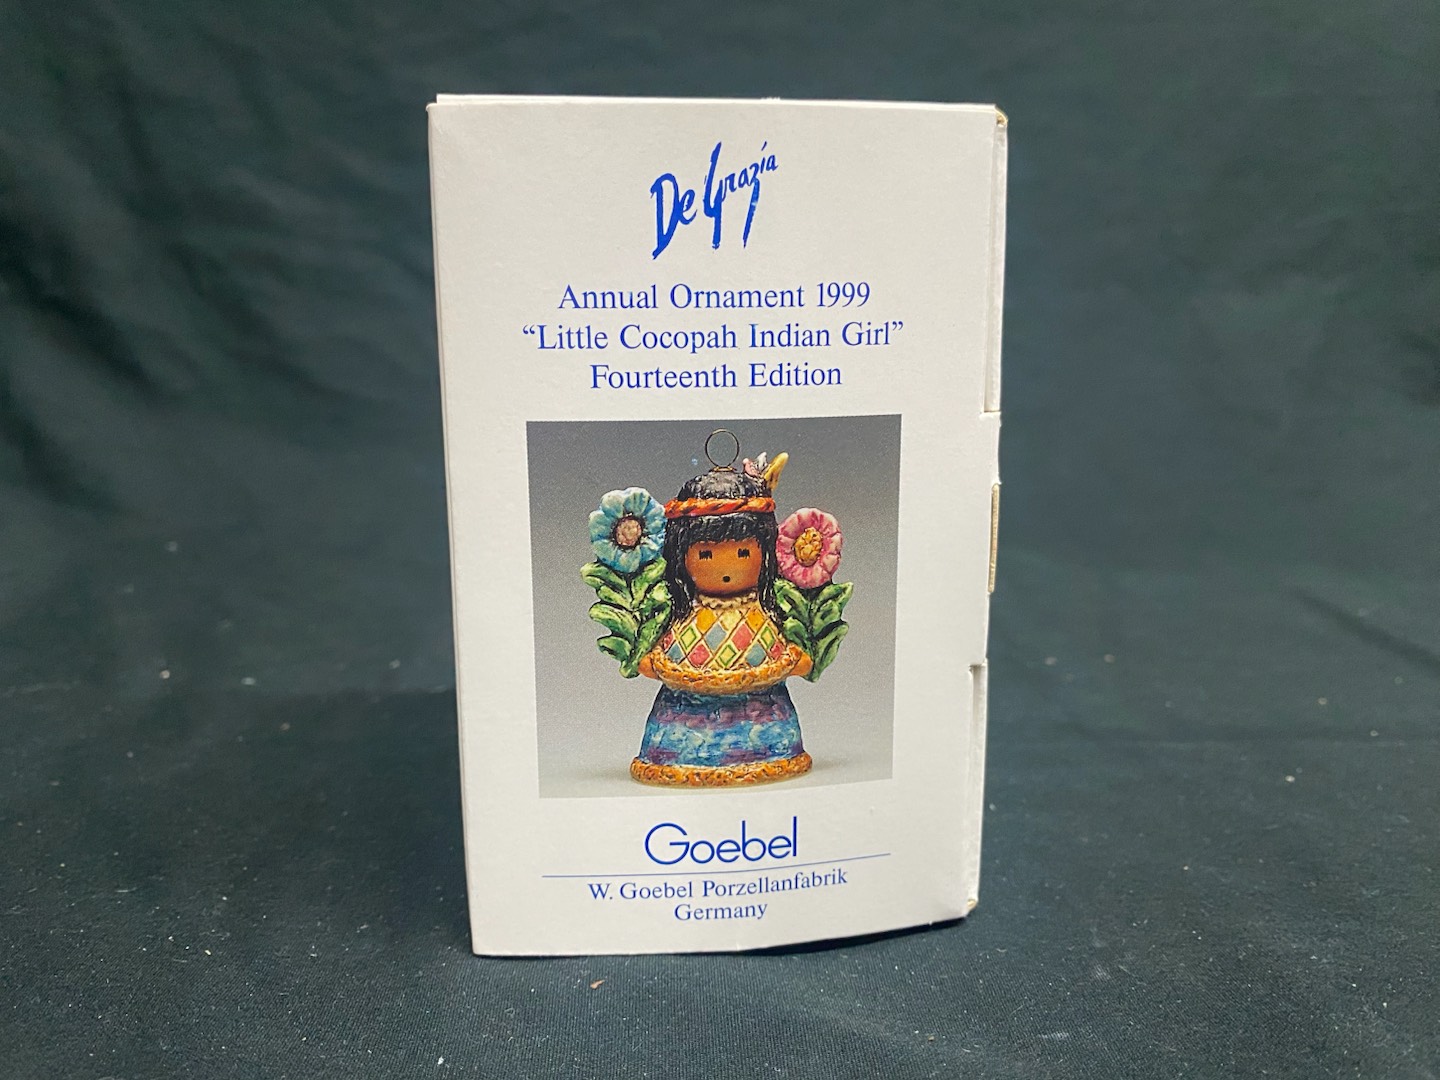 De Grazia
Annual Ornament 1999
“Little Cocopah Indian Girl”
Fourteenth Edition
Goebel
W. Goebel Porzellanfabrik
Germany